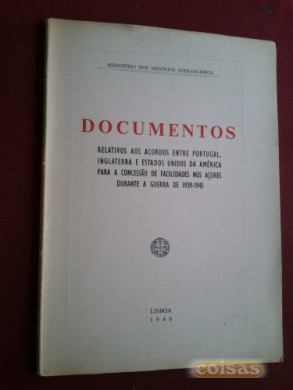 MINISTÉRIO DOS NEGÓCIOS ESTRANGEIROS
DOCUMENTOS
RELATIVOS AOS ACORDOS ENTRE PORTUGAL,
INGLATERRA E ESTADOS UNIDOS DA AMÉRICA
PARA A CONCESSÃO DE FACILIDADES NOS AÇORES
DURANTE A GUERRA DE 1939-1945
LISBOA
1946
coisas